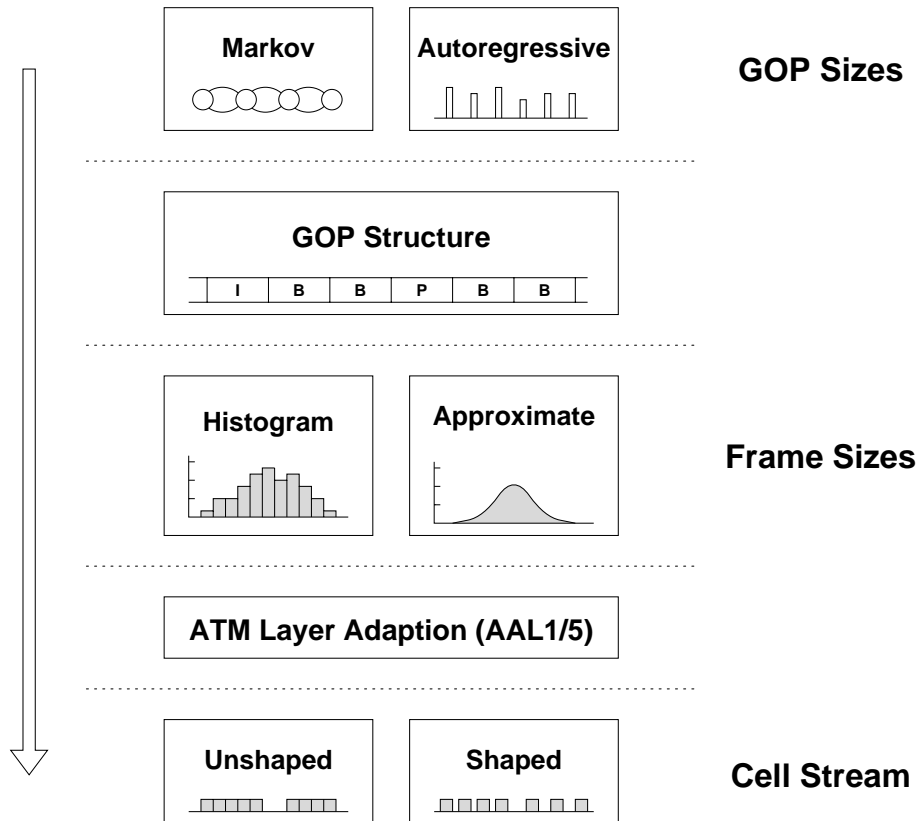 Markov
Autoregressive
GOP Sizes
GOP Structure
I B B P B B
Histogram
Approximate
Frame Sizes
ATM Layer Adaption (AAL1/5)
Unshaped
Shaped
Cell Stream